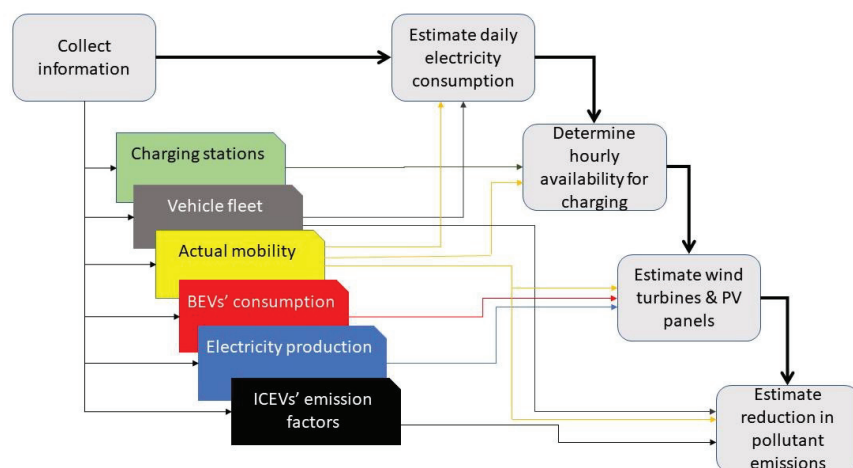 Collect
information
Estimate daily
electricity
consumption
Charging stations
Determine
hourly
availability for
charging
Vehicle fleet
Actual mobility
Estimate wind
turbines & PV
panels
BEVs' consumption
Electricity production
ICEVs' emission
factors
Estimate
reduction in
pollutant
emissions